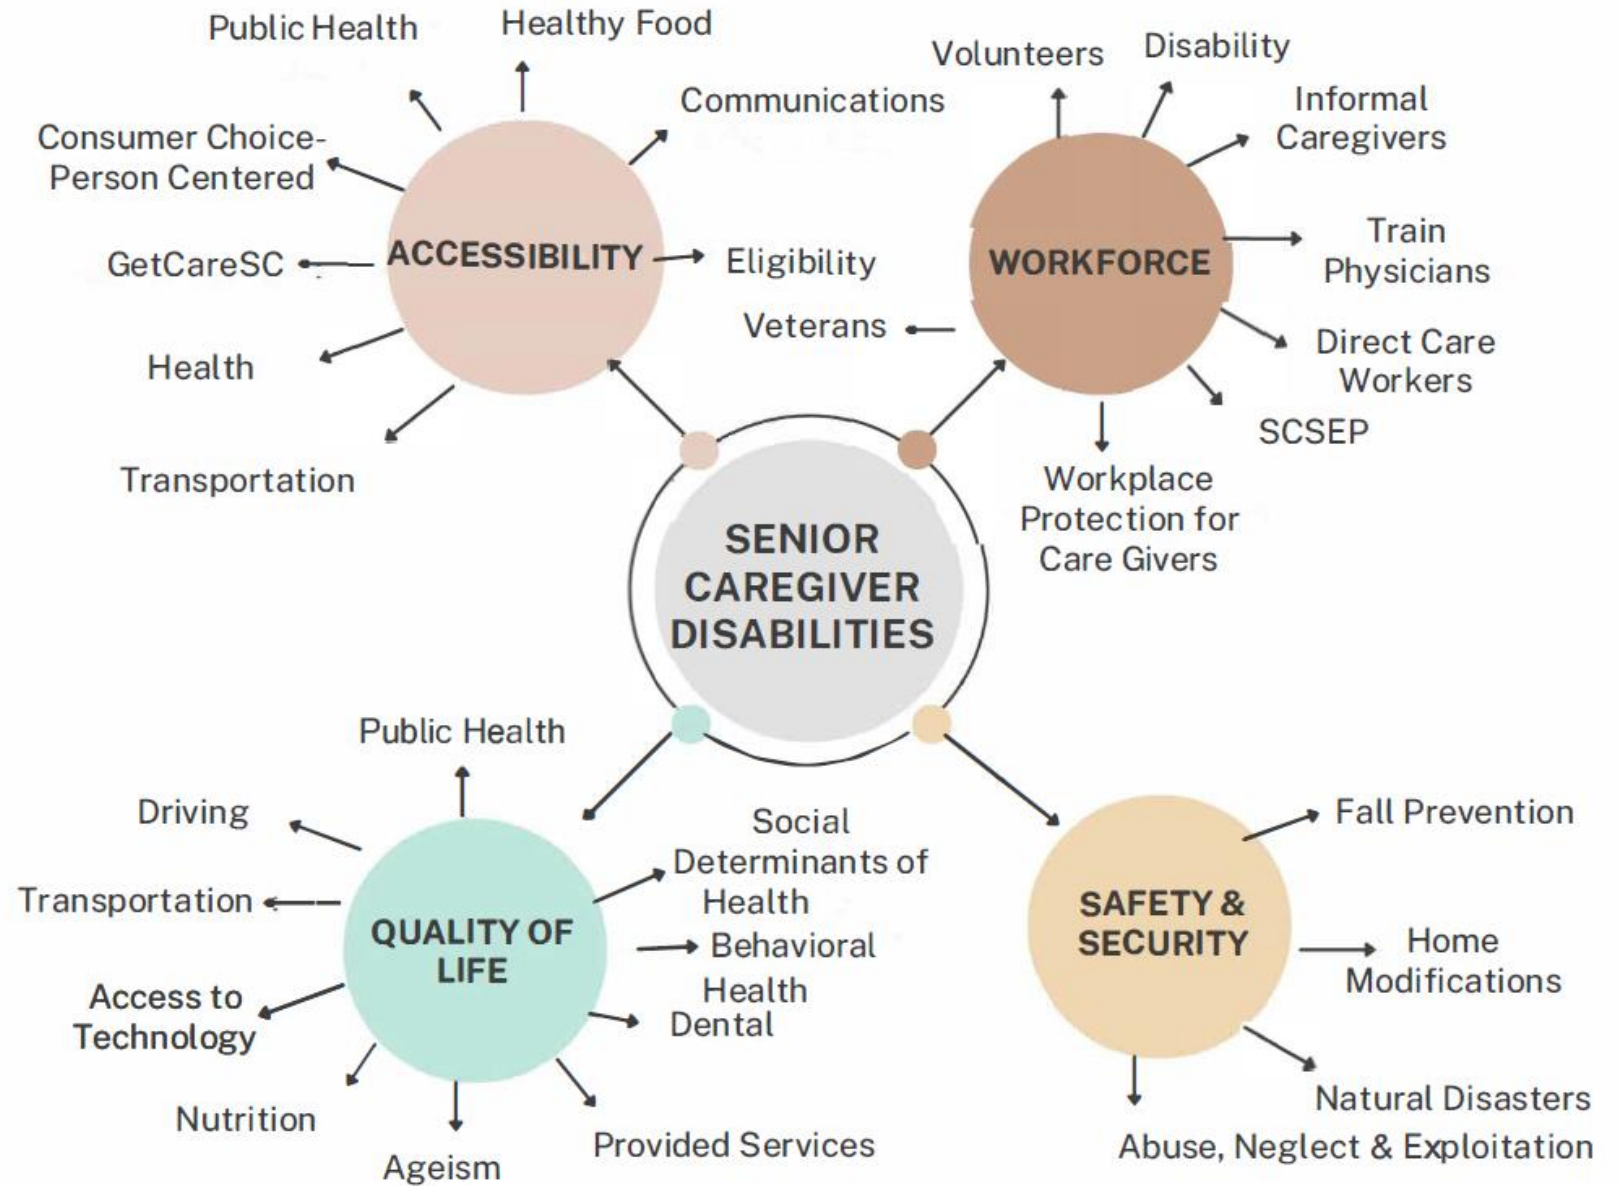 Public Health
Healthy Food
Communications
Consumer Choice-
Person Centered
GetCareSC
ACCESSIBILITY
Eligibility
Health
Transportation
Volunteers
Disability
Informal
Caregivers
WORKFORCE
Train
Physicians
Veterans
Direct Care
Workers
SCSEP
Workplace
Protection for
Care Givers
SENIOR
CAREGIVER
DISABILITIES
Public Health
Driving
Transportation
QUALITY OF
LIFE
Social
Determinants of
Health
Behavioral
Health
Dental
Access to
Technology
Nutrition
Ageism
Provided Services
SAFETY &
SECURITY
Fall Prevention
Home
Modifications
Natural Disasters
Abuse, Neglect & Exploitation